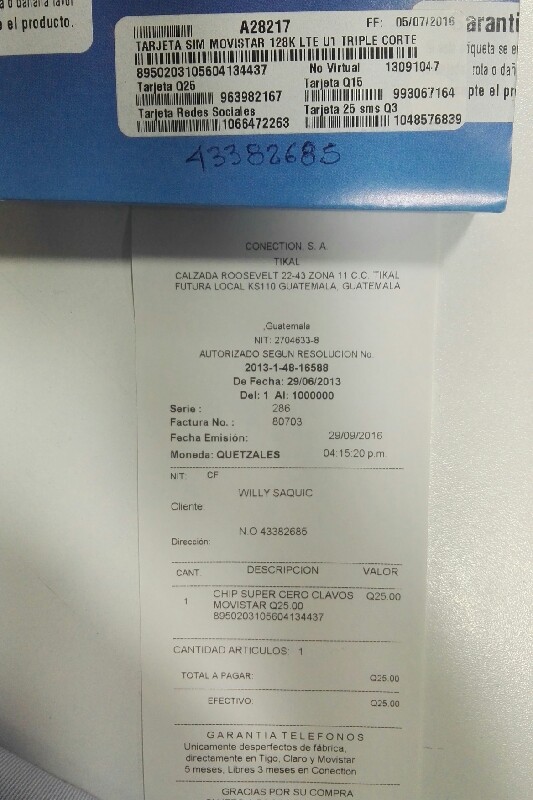 el producto.
A28217 FF: 05/07/2016
TARJETA SIM MOVISTAR 128K LTE U1 TRIPLE CORTE
8950203105604134437 No Virtual 13091047
Tarjeta Q25 Tarjeta Q15
963982167 993067164
Tarjeta Redes Sociales Tarjeta 25 sms Q3
1066472263 1048576839
aranti
iqueta se
rota o dañ
pte el pr
43382685
CONECTION, S. A.
TIKAL
CALZADA ROOSEVELT 22-43 ZONA 11 C.C. TIKAL
FUTURA LOCAL KS110 GUATEMALA, GUATEMALA
,Guatemala
NIT: 2704633-8
AUTORIZADO SEGUN RESOLUCION No.
2013-1-48-16588
De Fecha: 29/06/2013
Del: 1 Al: 1000000
Serie : 286
Factura No. : 80703
Fecha Emisión: 29/09/2016
Moneda: QUETZALES 04:15:20 p.m.
NIT: CF
WILLY SAQUIC
Cliente:
N.O 43382685
Dirección:
CANT. DESCRIPCION VALOR
1 CHIP SUPER CERO CLAVOS Q25.00
MOVISTAR Q25.00
8950203105604134437
CANTIDAD ARTICULOS: 1
TOTAL A PAGAR: Q25.00
EFECTIVO: Q25.00
GARANTIA TELEFONOS
Unicamente desperfectos de fábrica,
directamente en Tigo, Claro y Movistar
5 meses, Libres 3 meses en Conection
GRACIAS POR SU COMPRA